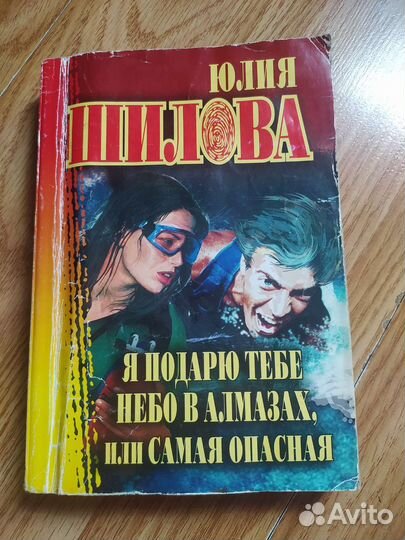 ЮЛИЯ
ШИЛОВА
Я ПОДАРЮ ТЕБЕ
НЕБО В АЛМАЗАХ,
ИЛИ САМАЯ ОПАСНАЯ
Avito